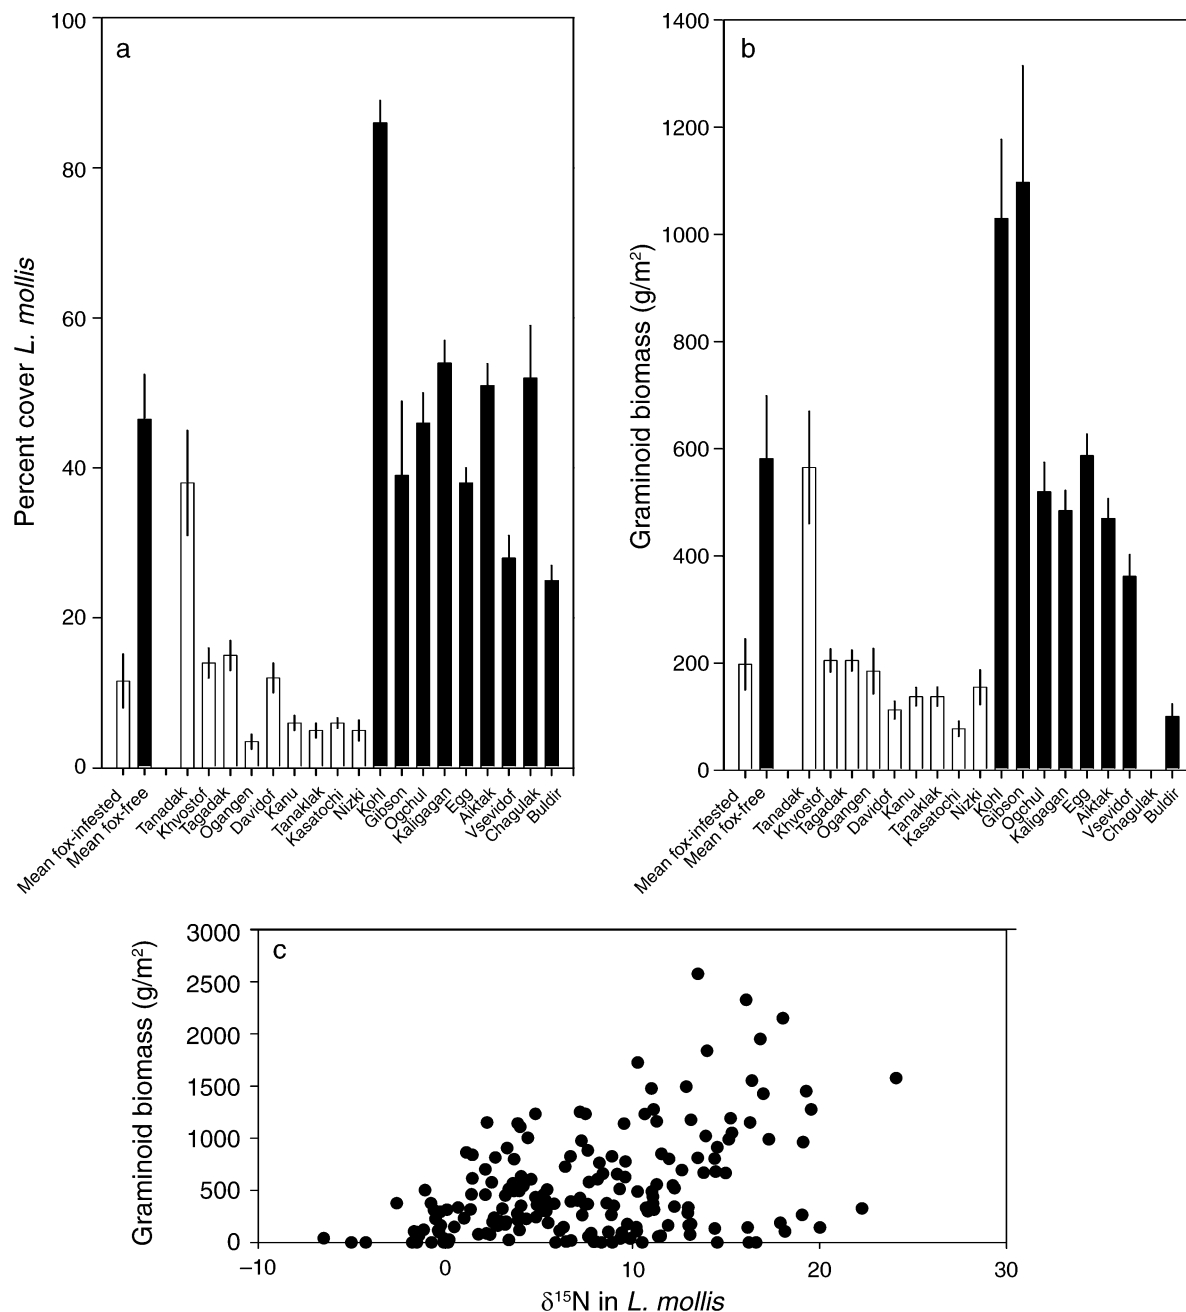 a
100
80
60
40
20
0
Percent cover L. mollis
Mean fox-infested
Mean fox-free
Tanadak
Khyostof
Tagadak
Ogangen
Davidof
Kanu
Tanaklak
Kasatochi
Nizki
Kohl
Gibson
Ogchul
Kaligagan
Egg
Aiktak
Vsevidof
Chagulak
Buldir
b
1400
1200
1000
800
600
400
200
0
Graminoid biomass (g/m²)
Mean fox-infested
Mean fox-free
Tanadak
Khyostof
Tagadak
Ogangen
Davidof
Kanu
Tanaklak
Kasatochi
Nizki
Kohl
Gibson
Ogchul
Kaligagan
Egg
Aiktak
Vsevidof
Chagulak
Buldir
c
3000
2500
2000
1500
1000
500
0
Graminoid biomass (g/m²)
−10 0 10 20 30
δ¹⁵N in L. mollis